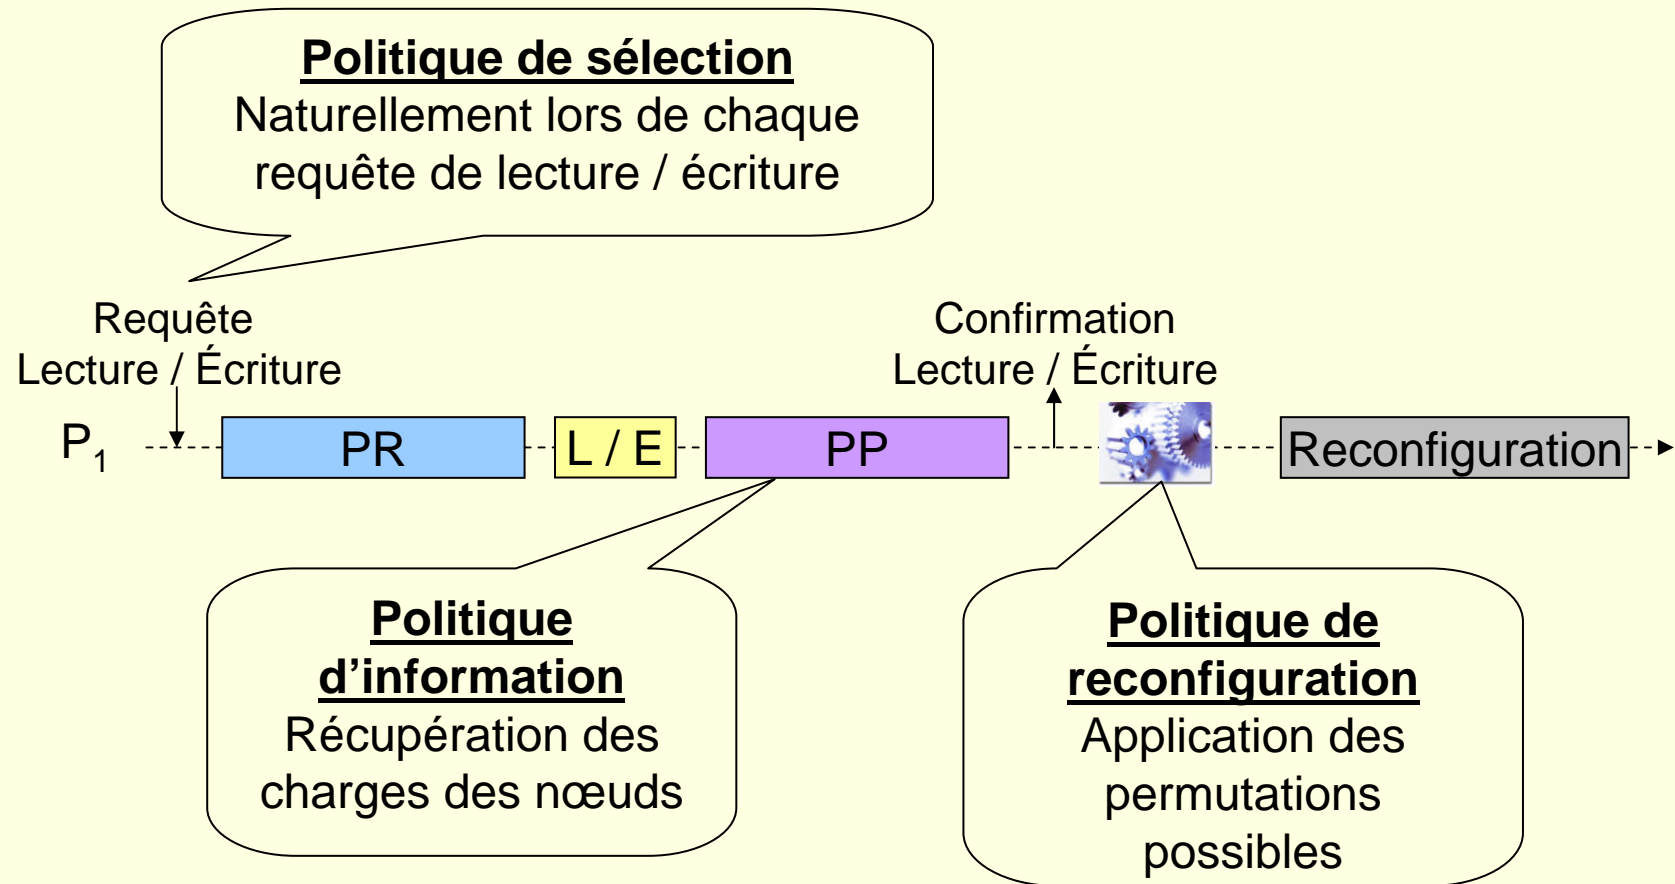 Politique de sélection
Naturellement lors de chaque
requête de lecture / écriture
Requête
Lecture / Écriture
Confirmation
Lecture / Écriture
P1
PR
L / E
PP
Reconfiguration
Politique
d’information
Récupération des
charges des nœuds
Politique de
reconfiguration
Application des
permutations
possibles